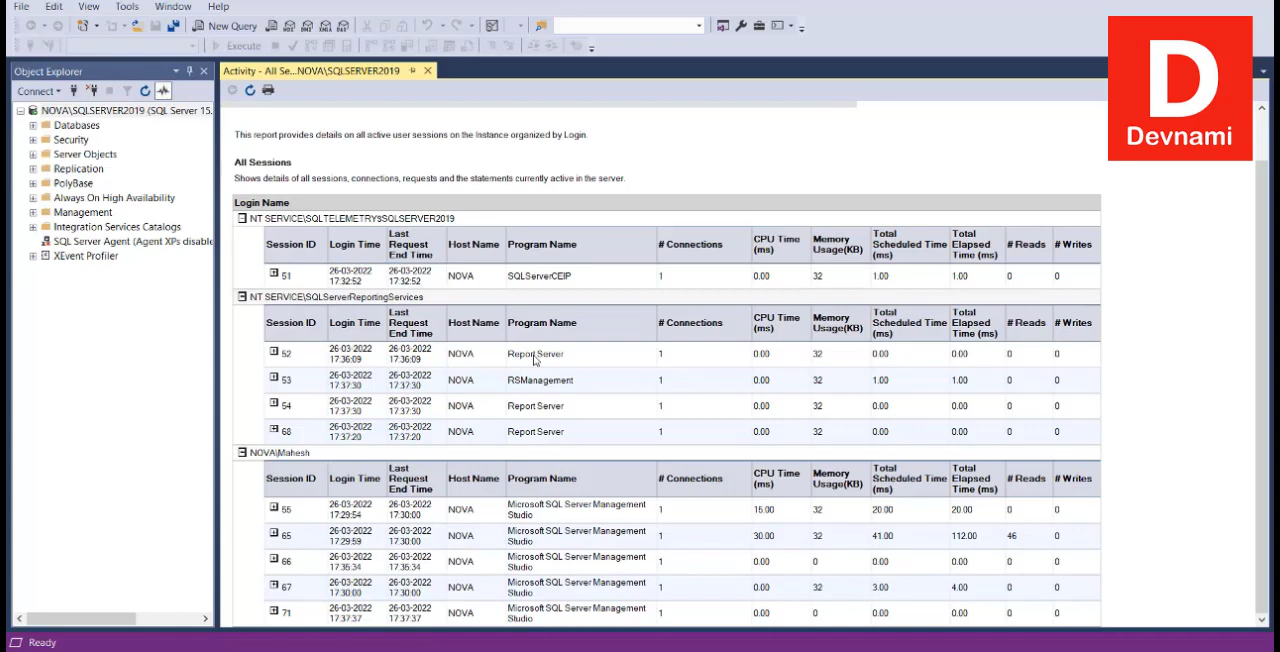 File Edit View Tools Window Help
New Query
Execute
D
Devnami
Object Explorer
Activity - All Se...NOVA\SQLSERVER2019
Connect
NOVA\SQLSERVER2019 (SQL Server 15.
Databases
Security
Server Objects
Replication
PolyBase
Always On High Availability
Management
Integration Services Catalogs
SQL Server Agent (Agent XPs disable
XEvent Profiler
This report provides details on all active user sessions on the Instance organized by Login.
All Sessions
Shows details of all sessions, connections, requests and the statements currently active in the server.
Login Name
NT SERVICE\SQLTELEMETRY$SQLSERVER2019
Session ID Login Time Last Request End Time Host Name Program Name # Connections CPU Time (ms) Memory Usage(KB) Total Scheduled Time (ms) Total Elapsed Time (ms) # Reads # Writes
51 26-03-2022 17:32:52 26-03-2022 17:32:52 NOVA SQLServerCEIP 1 0.00 32 1.00 1.00 0 0
NT SERVICE\SQLServerReportingServices
Session ID Login Time Last Request End Time Host Name Program Name # Connections CPU Time (ms) Memory Usage(KB) Total Scheduled Time (ms) Total Elapsed Time (ms) # Reads # Writes
52 26-03-2022 17:36:09 26-03-2022 17:36:09 NOVA Report Server 1 0.00 32 0.00 0.00 0 0
53 26-03-2022 17:37:30 26-03-2022 17:37:30 NOVA RSManagement 1 0.00 32 1.00 1.00 0 0
54 26-03-2022 17:37:30 26-03-2022 17:37:30 NOVA Report Server 1 0.00 32 0.00 0.00 0 0
68 26-03-2022 17:37:20 26-03-2022 17:37:20 NOVA Report Server 1 0.00 32 0.00 0.00 0 0
NOVA\Mahesh
Session ID Login Time Last Request End Time Host Name Program Name # Connections CPU Time (ms) Memory Usage(KB) Total Scheduled Time (ms) Total Elapsed Time (ms) # Reads # Writes
55 26-03-2022 17:29:54 26-03-2022 17:30:00 NOVA Microsoft SQL Server Management Studio 1 15.00 32 20.00 20.00 0 0
65 26-03-2022 17:29:59 26-03-2022 17:30:00 NOVA Microsoft SQL Server Management Studio 1 30.00 32 41.00 112.00 46 0
66 26-03-2022 17:35:34 26-03-2022 17:35:34 NOVA Microsoft SQL Server Management Studio 1 0.00 0 0.00 0.00 0 0
67 26-03-2022 17:30:00 26-03-2022 17:30:00 NOVA Microsoft SQL Server Management Studio 1 0.00 32 3.00 4.00 0 0
71 26-03-2022 17:37:37 26-03-2022 17:37:37 NOVA Microsoft SQL Server Management Studio 1 0.00 0 0.00 0.00 0 0
Ready